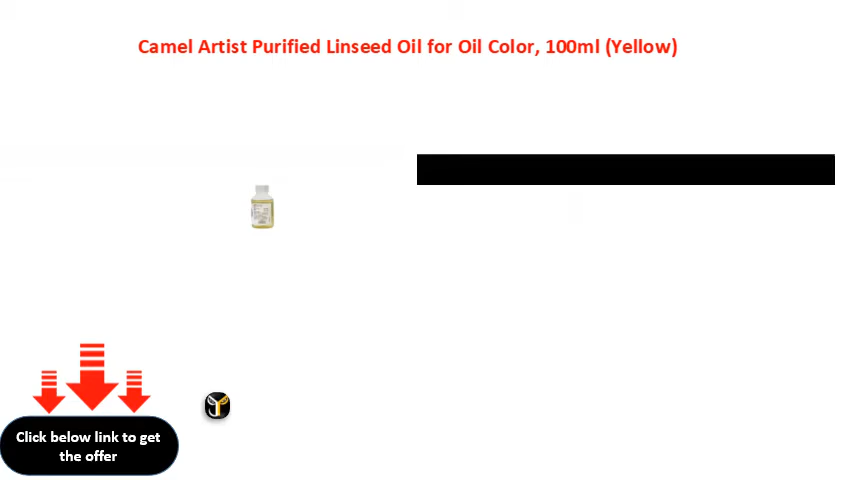 Camel Artist Purified Linseed Oil for Oil Color, 100ml (Yellow)
Click below link to get
the offer